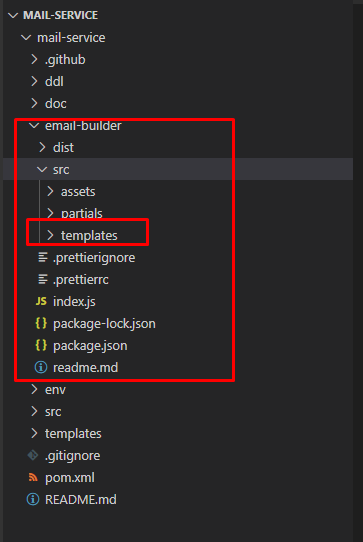 MAIL-SERVICE
mail-service
.github
ddl
doc
email-builder
dist
src
assets
partials
templates
.prettierignore
.prettierrc
JS index.js
{ } package-lock.json
{ } package.json
readme.md
env
src
templates
.gitignore
pom.xml
README.md